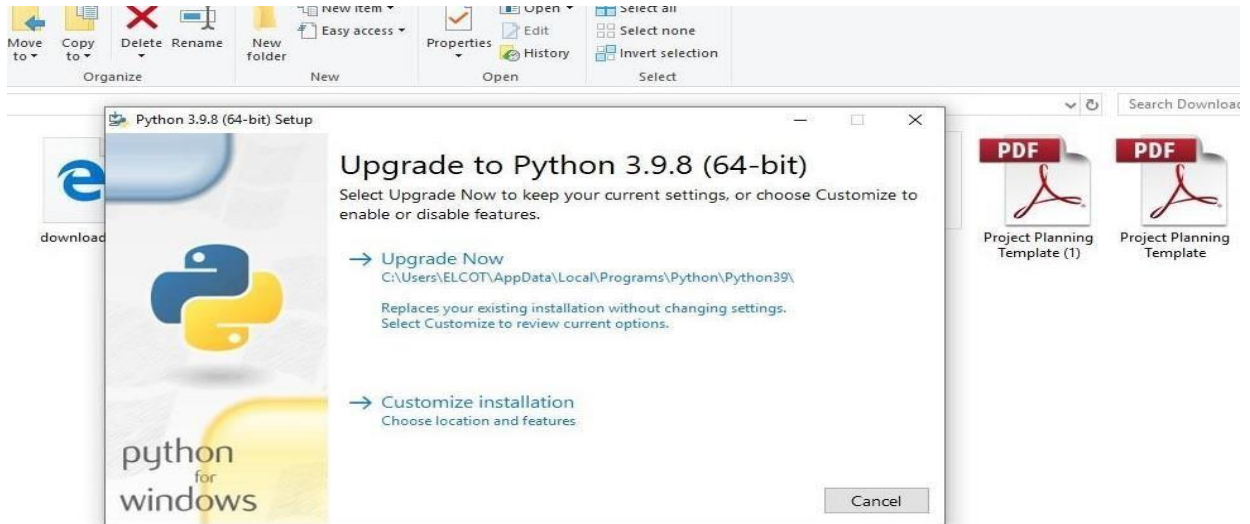 New item
Open
Select all
Easy access
Edit
Select none
Move to
Copy to
Delete
Rename
New folder
Properties
History
Invert selection
Organize
New
Open
Select
Search Downloa
Python 3.9.8 (64-bit) Setup
Upgrade to Python 3.9.8 (64-bit)
Select Upgrade Now to keep your current settings, or choose Customize to
enable or disable features.
Upgrade Now
C:\Users\ELCOT\AppData\Local\Programs\Python\Python39\
Replaces your existing installation without changing settings.
Select Customize to review current options.
Customize installation
Choose location and features
python
for
windows
Cancel
download
PDF
Project Planning
Template (1)
PDF
Project Planning
Template